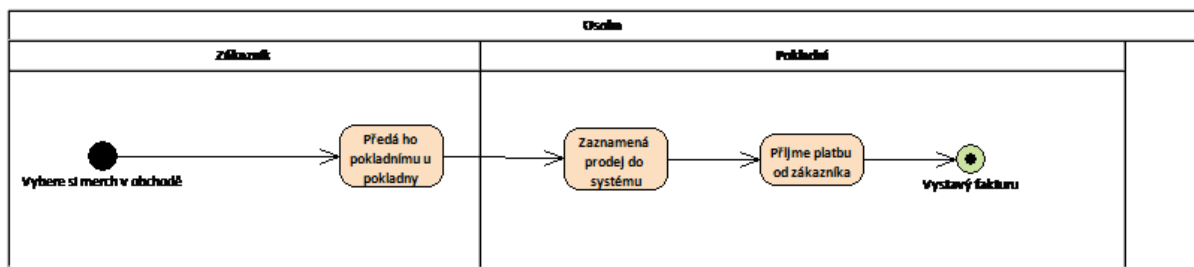 Osoba
Zákazník
Pokladní
Předá ho
pokladnímu u
pokladny
Zaznamená
prodej do
systému
Přijme platbu
od zákazníka
Vybere si merch v obchodě
Vystavý fakturu